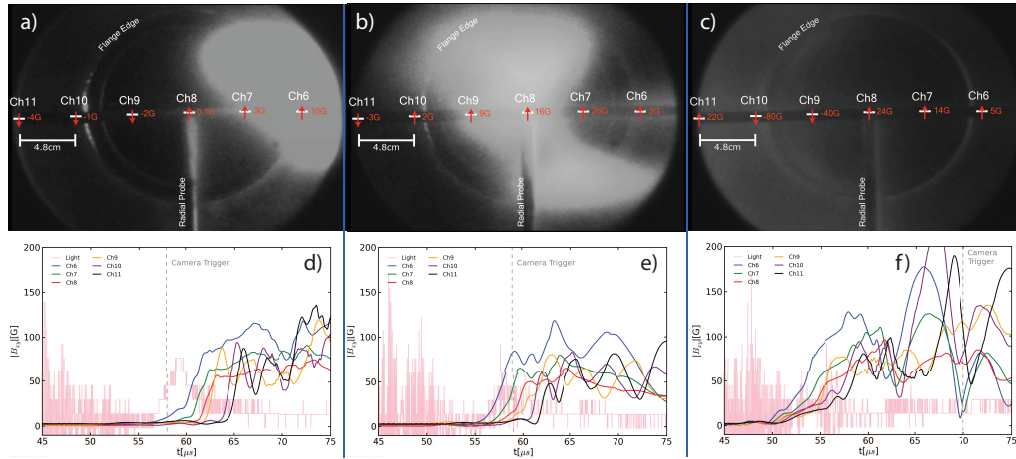 a)
Flange Edge
Ch11 Ch10 Ch9 Ch8 Ch7 Ch6
-4G -1G -2G 0.1G 3G 10G
4.8cm
Radial Probe
b)
Flange Edge
Ch11 Ch10 Ch9 Ch8 Ch7 Ch6
-3G 2G 9G 16G 26G 3G
4.8cm
Radial Probe
c)
Flange Edge
Ch11 Ch10 Ch9 Ch8 Ch7 Ch6
22G -80G -40G 24G 14G 5G
4.8cm
Radial Probe
d)
Light Ch9
Ch6 Ch10
Ch7 Ch11
Ch8
Camera Trigger
|Bxy|[G]
200
150
100
50
0
45 50 55 60 65 70 75
t[μs]
e)
Light Ch9
Ch6 Ch10
Ch7 Ch11
Ch8
Camera Trigger
|Bxy|[G]
200
150
100
50
0
45 50 55 60 65 70 75
t[μs]
f)
Light Ch9
Ch6 Ch10
Ch7 Ch11
Ch8
Camera
Trigger
|Bxy|[G]
200
150
100
50
0
45 50 55 60 65 70 75
t[μs]